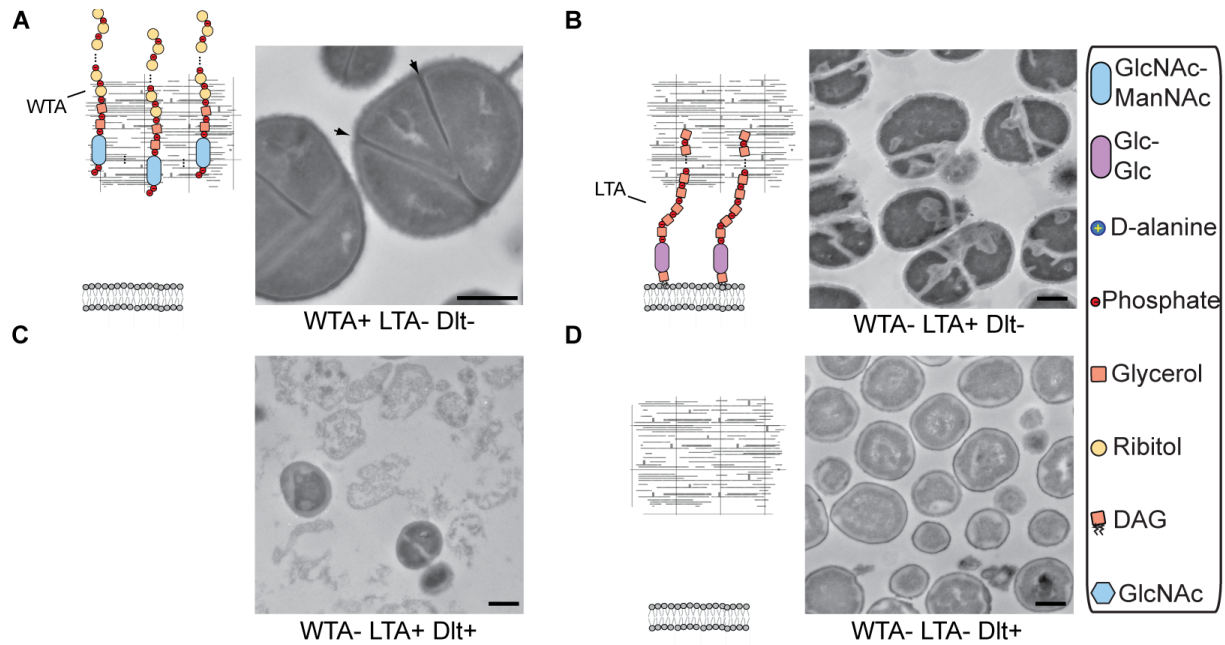 A
WTA
WTA+ LTA- Dlt-
B
LTA
WTA- LTA+ Dlt-
C
WTA- LTA+ Dlt+
D
WTA- LTA- Dlt+
GlcNAc-
ManNAc
Glc-
Glc
D-alanine
Phosphate
Glycerol
Ribitol
DAG
GlcNAc